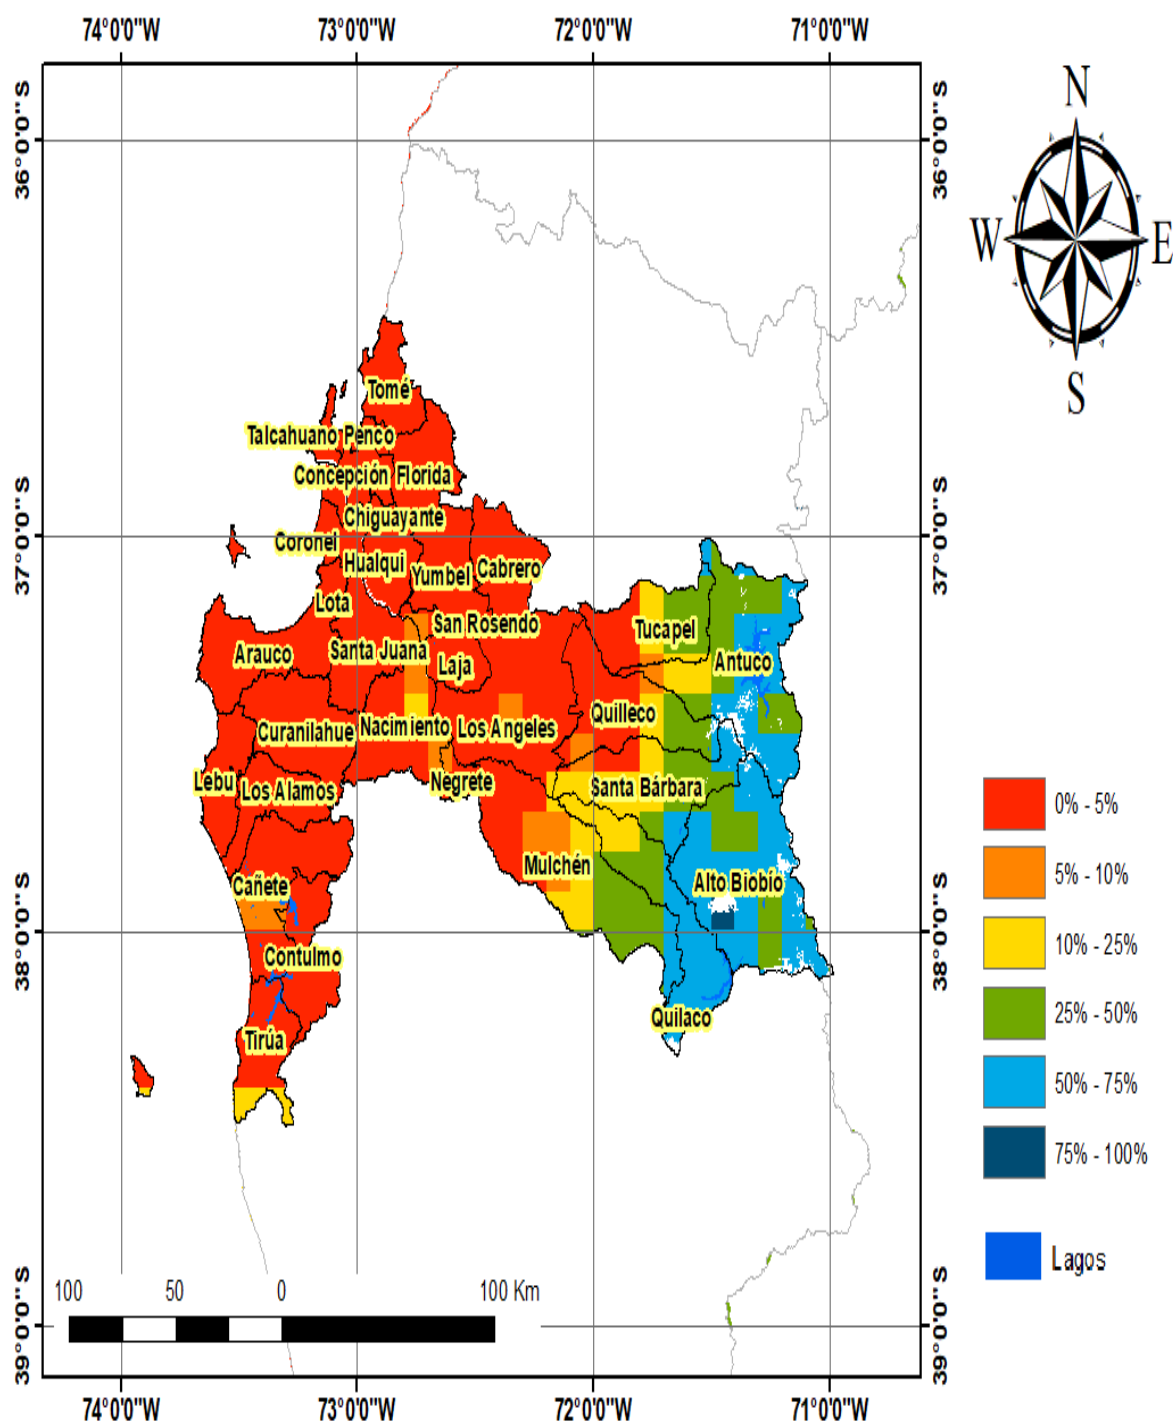 74°0'0"W 73°0'0"W 72°0'0"W 71°0'0"W
36°0'0"S 36°0'0"S
37°0'0"S 37°0'0"S
38°0'0"S 38°0'0"S
39°0'0"S 39°0'0"S
N
W E
S
Tomé
Talcahuano Penco
Concepción Florida
Chiguayante
Coronel
Hualqui
Yumbel Cabrero
Lota
San Rosendo
Tucapel
Arauco
Santa Juana
Laja
Antuco
Quilleco
Curanilahue Nacimiento Los Angeles
Lebu
Los Alamos
Negrete
Santa Bárbara
Mulchén
Cañete
Alto Biobío
Contulmo
Quilaco
Tirúa
0% - 5%
5% - 10%
10% - 25%
25% - 50%
50% - 75%
75% - 100%
Lagos
100 50 0 100 Km
74°0'0"W 73°0'0"W 72°0'0"W 71°0'0"W